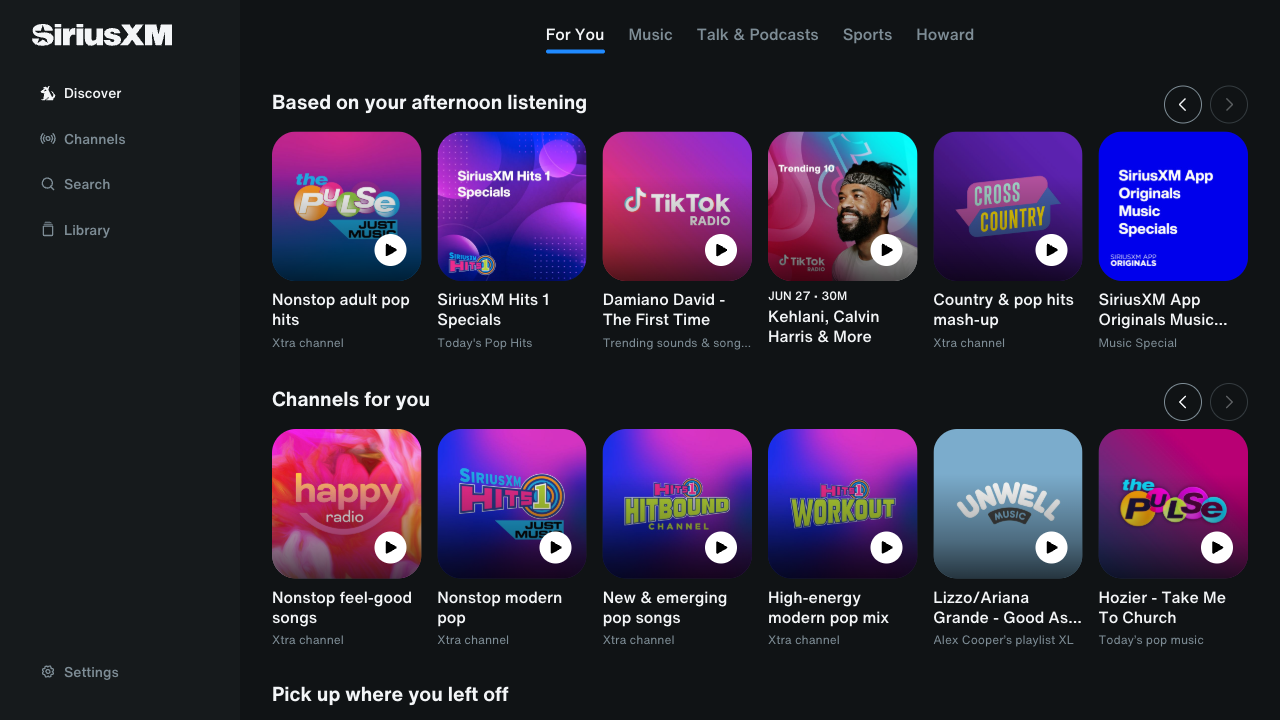 SiriusXM
For You
Music
Talk & Podcasts
Sports
Howard
Discover
Channels
Search
Library
Settings
Based on your afternoon listening
the
PULSE
JUST
MUSIC
Nonstop adult pop
hits
Xtra channel
SiriusXM Hits 1
Specials
SIRIUSXM
HITS 1
SiriusXM Hits 1
Specials
Today's Pop Hits
TikTok
RADIO
Damiano David -
The First Time
Trending sounds & song...
Trending 10
TikTok
RADIO
JUN 27 • 30M
Kehlani, Calvin
Harris & More
CROSS
COUNTRY
Country & pop hits
mash-up
Xtra channel
SiriusXM App
Originals
Music
Specials
SIRIUSXM APP
ORIGINALS
SiriusXM App
Originals Music...
Music Special
Channels for you
happy
radio
Nonstop feel-good
songs
Xtra channel
SIRIUSXM
HITS 1
JUST
MUSIC
Nonstop modern
pop
Xtra channel
HITS 1
HITBOUND
CHANNEL
New & emerging
pop songs
Xtra channel
HITS 1
WORKOUT
High-energy
modern pop mix
Xtra channel
UNWELL
MUSIC
Lizzo/Ariana
Grande - Good As...
Alex Cooper's playlist XL
the
PULSE
Hozier - Take Me
To Church
Today's pop music
Pick up where you left off